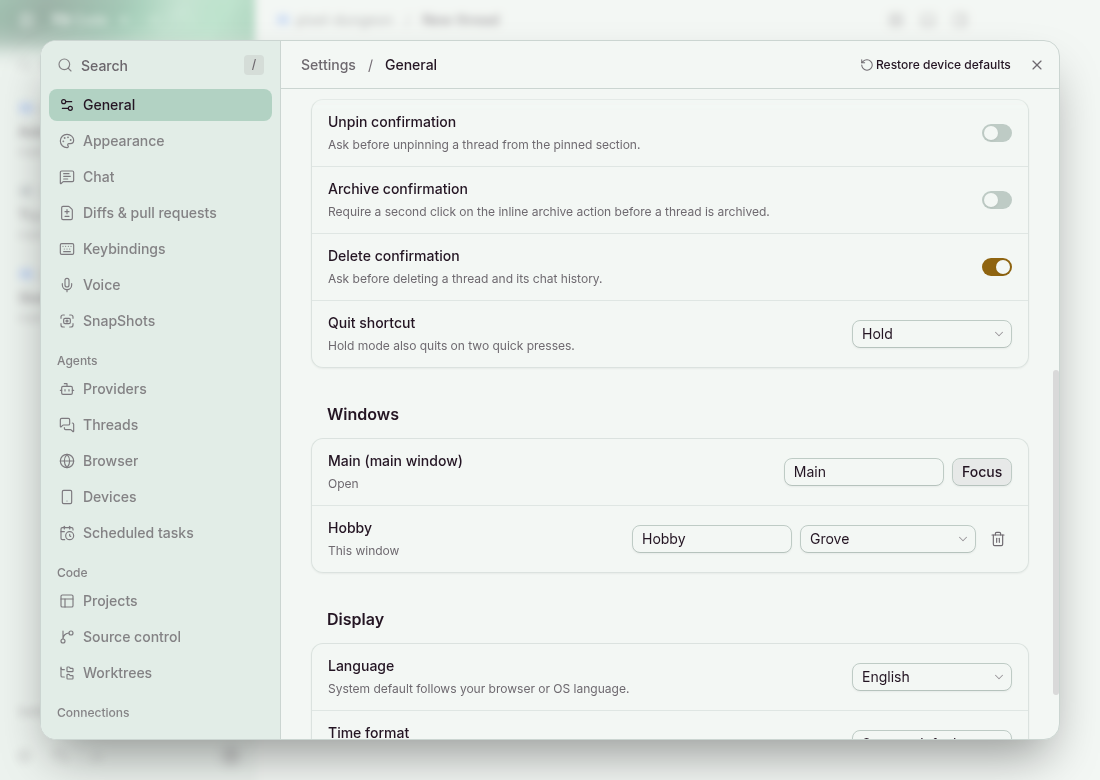 New thread
Search
/
Settings / General
Restore device defaults
General
Appearance
Chat
Diffs & pull requests
Keybindings
Voice
SnapShots
Agents
Providers
Threads
Browser
Devices
Scheduled tasks
Code
Projects
Source control
Worktrees
Connections
Unpin confirmation
Ask before unpinning a thread from the pinned section.
Archive confirmation
Require a second click on the inline archive action before a thread is archived.
Delete confirmation
Ask before deleting a thread and its chat history.
Quit shortcut
Hold mode also quits on two quick presses.
Hold
Windows
Main (main window)
Open
Main
Focus
Hobby
This window
Hobby
Grove
Display
Language
System default follows your browser or OS language.
English
Time format